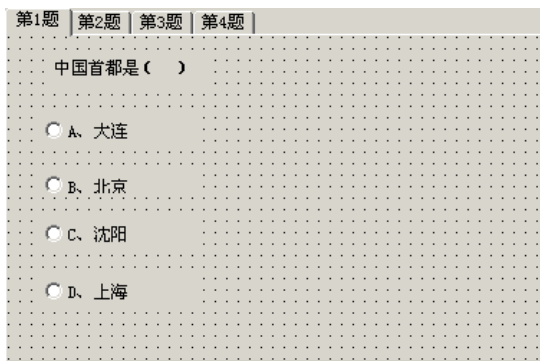 第1题 第2题 第3题 第4题
中国首都是(  )
A、大连
B、北京
C、沈阳
D、上海